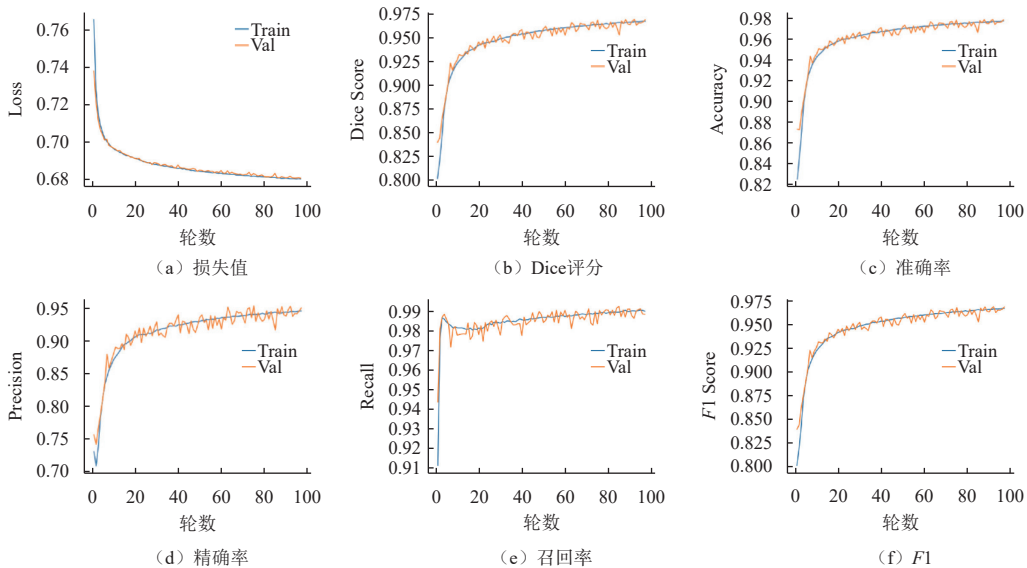 Loss
0.76
0.74
0.72
0.70
0.68
Train
Val
0 20 40 60 80 100
轮数
（a）损失值
Dice Score
0.975
0.950
0.925
0.900
0.875
0.850
0.825
0.800
Train
Val
0 20 40 60 80 100
轮数
（b）Dice评分
Accuracy
0.98
0.96
0.94
0.92
0.90
0.88
0.86
0.84
0.82
Train
Val
0 20 40 60 80 100
轮数
（c）准确率
Precision
0.95
0.90
0.85
0.80
0.75
0.70
Train
Val
0 20 40 60 80 100
轮数
（d）精确率
Recall
0.99
0.99
0.98
0.97
0.96
0.95
0.94
0.93
0.92
0.91
Train
Val
0 20 40 60 80 100
轮数
（e）召回率
F1 Score
0.975
0.950
0.925
0.900
0.875
0.850
0.825
0.800
Train
Val
0 20 40 60 80 100
轮数
（f）F1